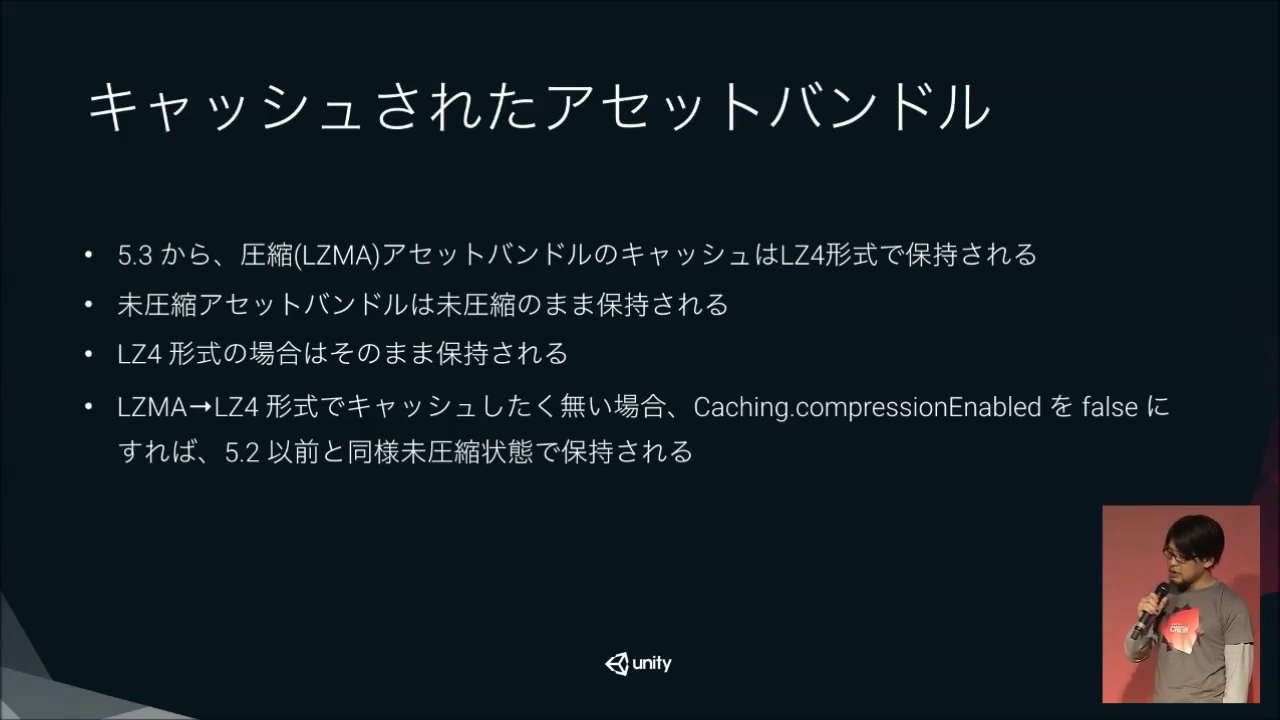 キャッシュされたアセットバンドル
• 5.3 から、圧縮(LZMA)アセットバンドルのキャッシュはLZ4形式で保持される
• 未圧縮アセットバンドルは未圧縮のまま保持される
• LZ4 形式の場合はそのまま保持される
• LZMA→LZ4 形式でキャッシュしたく無い場合、Caching.compressionEnabled を false に
すれば、5.2 以前と同様未圧縮状態で保持される
unity
CREW